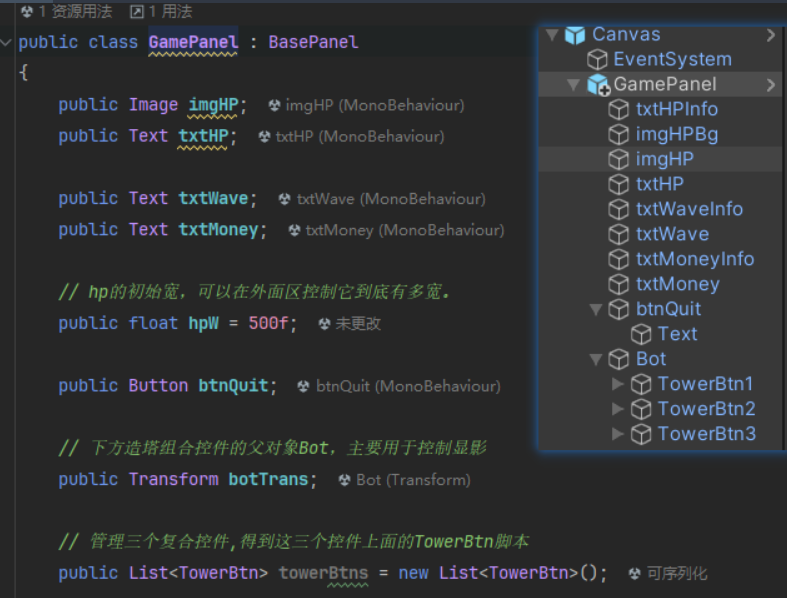 1 资源用法 1 用法
public class GamePanel : BasePanel
{
public Image imgHP; imgHP (MonoBehaviour)
public Text txtHP; txtHP (MonoBehaviour)
public Text txtWave; txtWave (MonoBehaviour)
public Text txtMoney; txtMoney (MonoBehaviour)
// hp的初始宽，可以在外面区控制它到底有多宽。
public float hpW = 500f; 未更改
public Button btnQuit; btnQuit (MonoBehaviour)
// 下方造塔组合控件的父对象Bot，主要用于控制显影
public Transform botTrans; Bot (Transform)
// 管理三个复合控件,得到这三个控件上面的TowerBtn脚本
public List<TowerBtn> towerBtns = new List<TowerBtn>(); 可序列化
Canvas
EventSystem
GamePanel
txtHPInfo
imgHPBg
imgHP
txtHP
txtWaveInfo
txtWave
txtMoneyInfo
txtMoney
btnQuit
Text
Bot
TowerBtn1
TowerBtn2
TowerBtn3